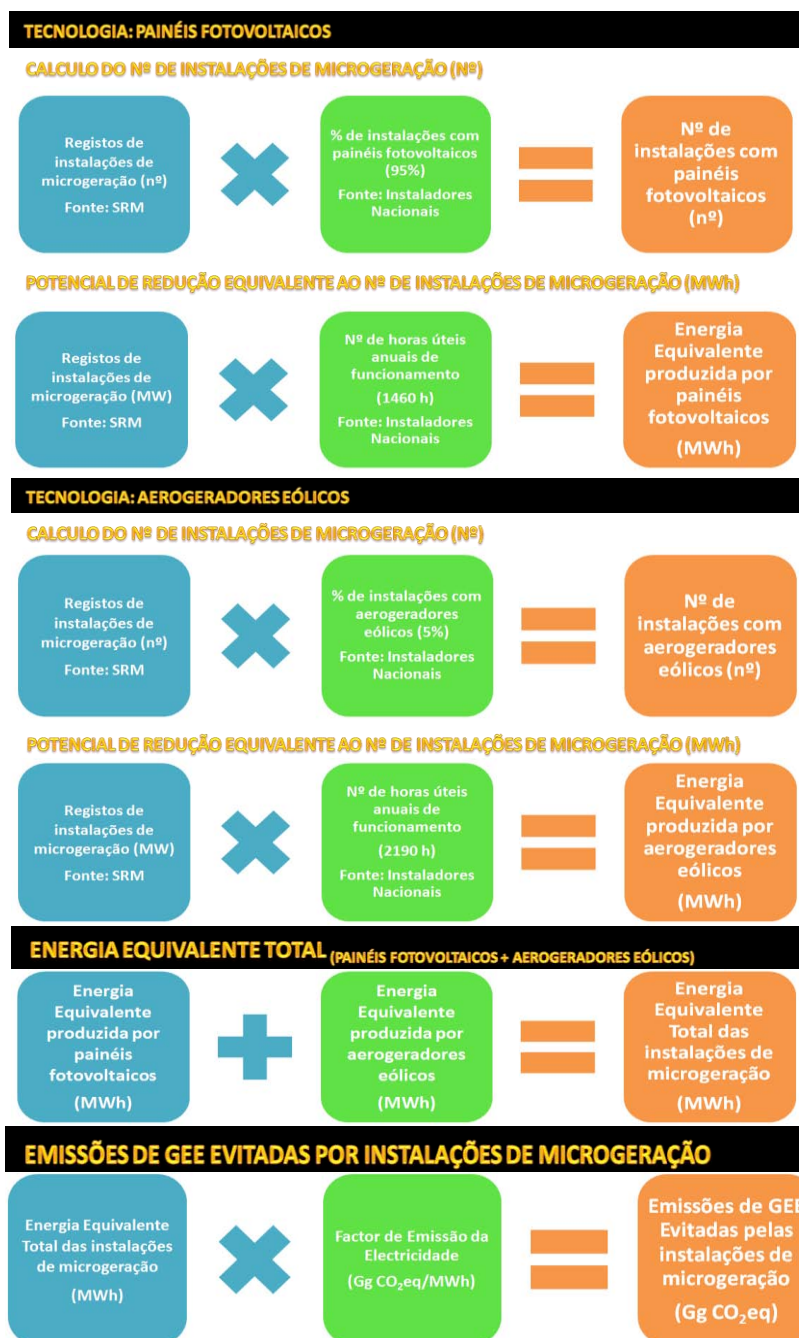 TECNOLOGIA: PAINÉIS FOTOVOLTAICOS
CALCULO DO Nº DE INSTALAÇÕES DE MICROGERAÇÃO (Nº)
Registos de
instalações de
microgeração (nº)
Fonte: SRM
% de instalações com
painéis fotovoltaicos
(95%)
Fonte: Instaladores
Nacionais
Nº de
instalações com
painéis
fotovoltaicos
(nº)
POTENCIAL DE REDUÇÃO EQUIVALENTE AO Nº DE INSTALAÇÕES DE MICROGERAÇÃO (MWh)
Registos de
instalações de
microgeração (MW)
Fonte: SRM
Nº de horas úteis
anuais de
funcionamento
(1460 h)
Fonte: Instaladores
Nacionais
Energia
Equivalente
produzida por
painéis
fotovoltaicos
(MWh)
TECNOLOGIA: AEROGERADORES EÓLICOS
CALCULO DO Nº DE INSTALAÇÕES DE MICROGERAÇÃO (Nº)
Registos de
instalações de
microgeração (nº)
Fonte: SRM
% de instalações com
aerogeradores
eólicos (5%)
Fonte: Instaladores
Nacionais
Nº de
instalações com
aerogeradores
eólicos (nº)
POTENCIAL DE REDUÇÃO EQUIVALENTE AO Nº DE INSTALAÇÕES DE MICROGERAÇÃO (MWh)
Registos de
instalações de
microgeração (MW)
Fonte: SRM
Nº de horas úteis
anuais de
funcionamento
(2190 h)
Fonte: Instaladores
Nacionais
Energia
Equivalente
produzida por
aerogeradores
eólicos
(MWh)
ENERGIA EQUIVALENTE TOTAL (PAINÉIS FOTOVOLTAICOS + AEROGERADORES EÓLICOS)
Energia
Equivalente
produzida por
painéis
fotovoltaicos
(MWh)
Energia
Equivalente
produzida por
aerogeradores
eólicos
(MWh)
Energia
Equivalente
Total das
instalações de
microgeração
(MWh)
EMISSÕES DE GEE EVITADAS POR INSTALAÇÕES DE MICROGERAÇÃO
Energia Equivalente
Total das instalações
de microgeração
(MWh)
Factor de Emissão da
Electricidade
(Gg CO₂eq/MWh)
Emissões de GEE
Evitadas pelas
instalações de
microgeração
(Gg CO₂eq)